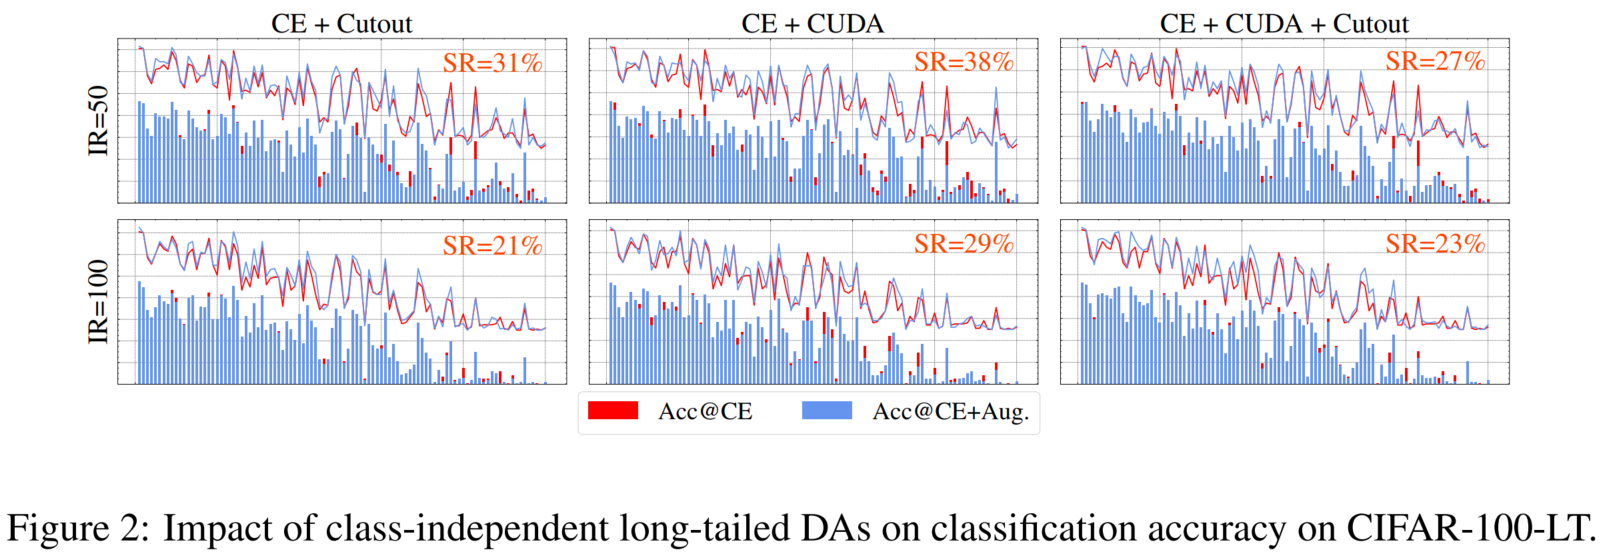 CE + Cutout
CE + CUDA
CE + CUDA + Cutout
IR=50
SR=31%
SR=38%
SR=27%
IR=100
SR=21%
SR=29%
SR=23%
Acc@CE
Acc@CE+Aug.
Figure 2: Impact of class-independent long-tailed DAs on classification accuracy on CIFAR-100-LT.